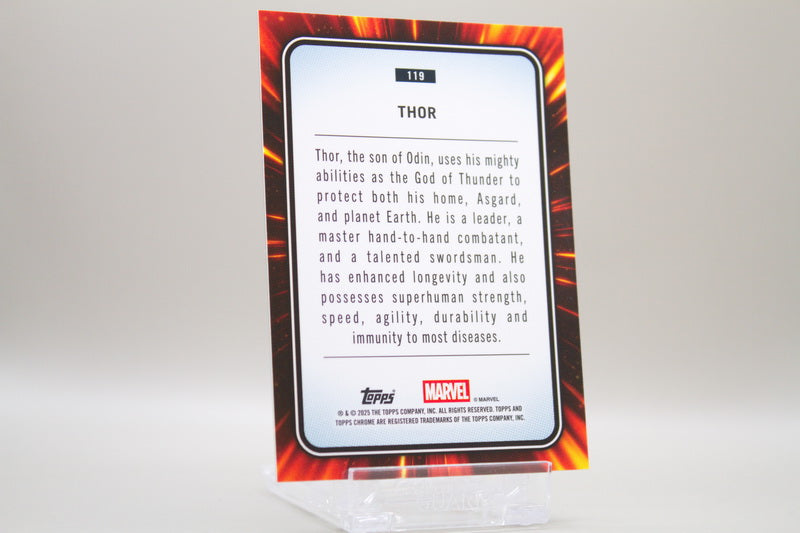 119
THOR
Thor, the son of Odin, uses his mighty
abilities as the God of Thunder to
protect both his home, Asgard,
and planet Earth. He is a leader, a
master hand-to-hand combatant,
and a talented swordsman. He
has enhanced longevity and also
possesses superhuman strength,
speed, agility, durability and
immunity to most diseases.
Topps® MARVEL © MARVEL
® & © 2025 THE TOPPS COMPANY, INC. ALL RIGHTS RESERVED. TOPPS AND
TOPPS CHROME ARE REGISTERED TRADEMARKS OF THE TOPPS COMPANY, INC.